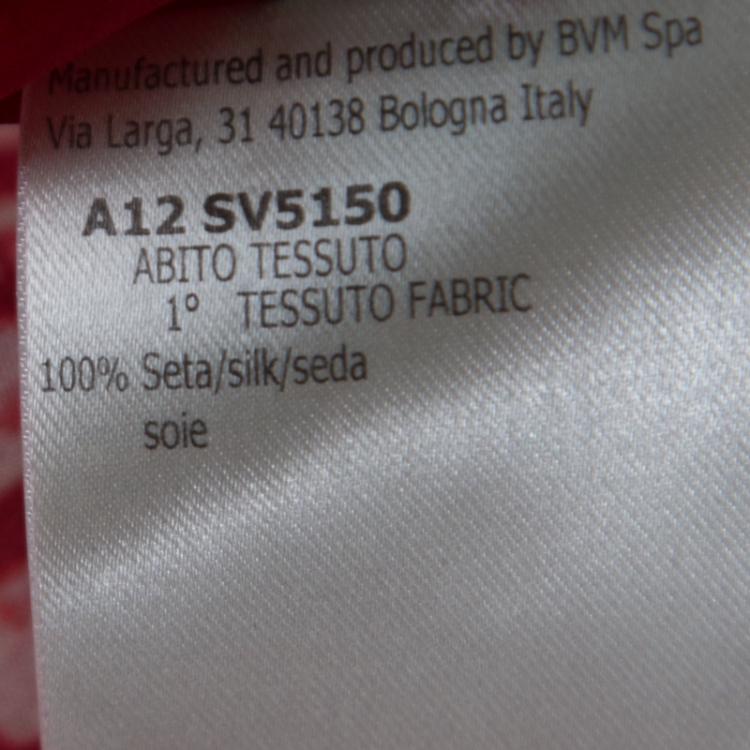 Manufactured and produced by BVM Spa
Via Larga, 31 40138 Bologna Italy
A12 SV5150
ABITO TESSUTO
1° TESSUTO FABRIC
100% Seta/silk/seda
soie